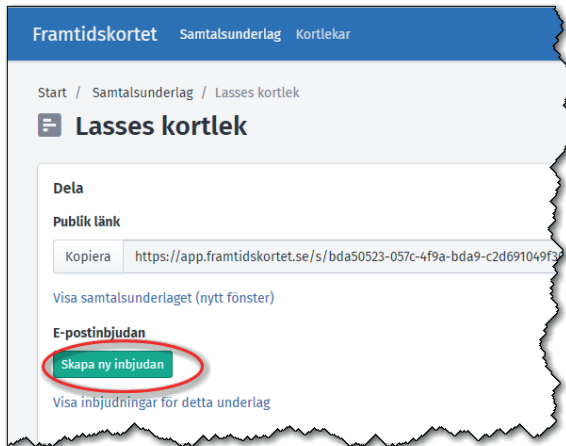 Framtidskortet Samtalsunderlag Kortlekar
Start / Samtalsunderlag / Lasses kortlek
Lasses kortlek
Dela
Publik länk
Kopiera https://app.framtidskortet.se/s/bda50523-057c-4f9a-bda9-c2d691049f3
Visa samtalsunderlaget (nytt fönster)
E-postinbjudan
Skapa ny inbjudan
Visa inbjudningar för detta underlag